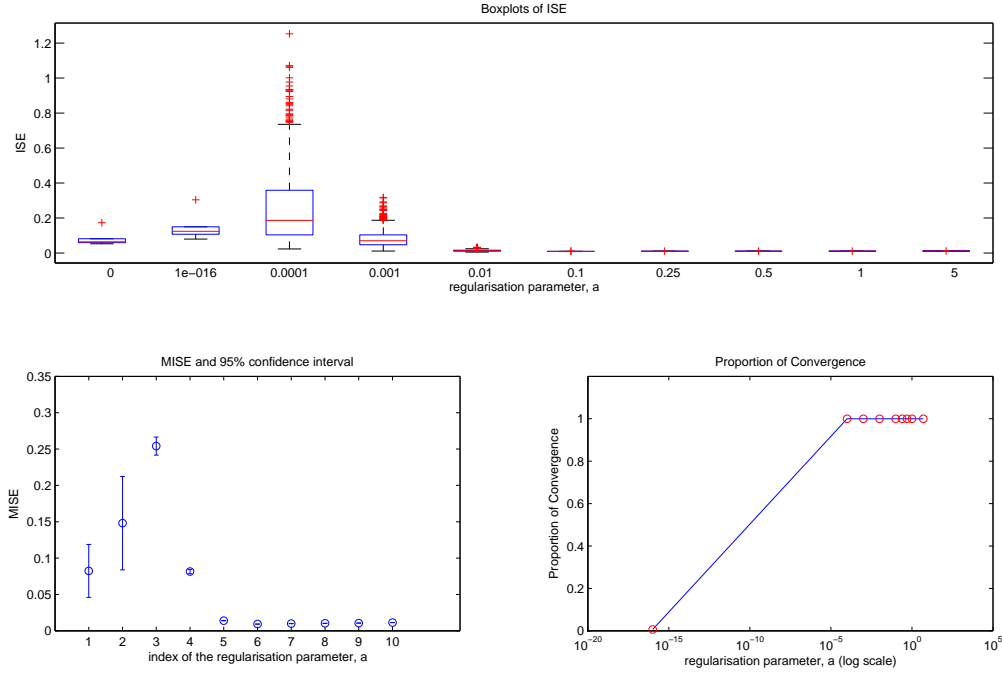 Boxplots of ISE
ISE
1.2
1
0.8
0.6
0.4
0.2
0
0 1e−016 0.0001 0.001 0.01 0.1 0.25 0.5 1 5
regularisation parameter, a
MISE and 95% confidence interval
MISE
0.35
0.3
0.25
0.2
0.15
0.1
0.05
0
1 2 3 4 5 6 7 8 9 10
index of the regularisation parameter, a
Proportion of Convergence
Proportion of Convergence
1
0.8
0.6
0.4
0.2
0
10^−20 10^−15 10^−10 10^−5 10^0 10^5
regularisation parameter, a (log scale)